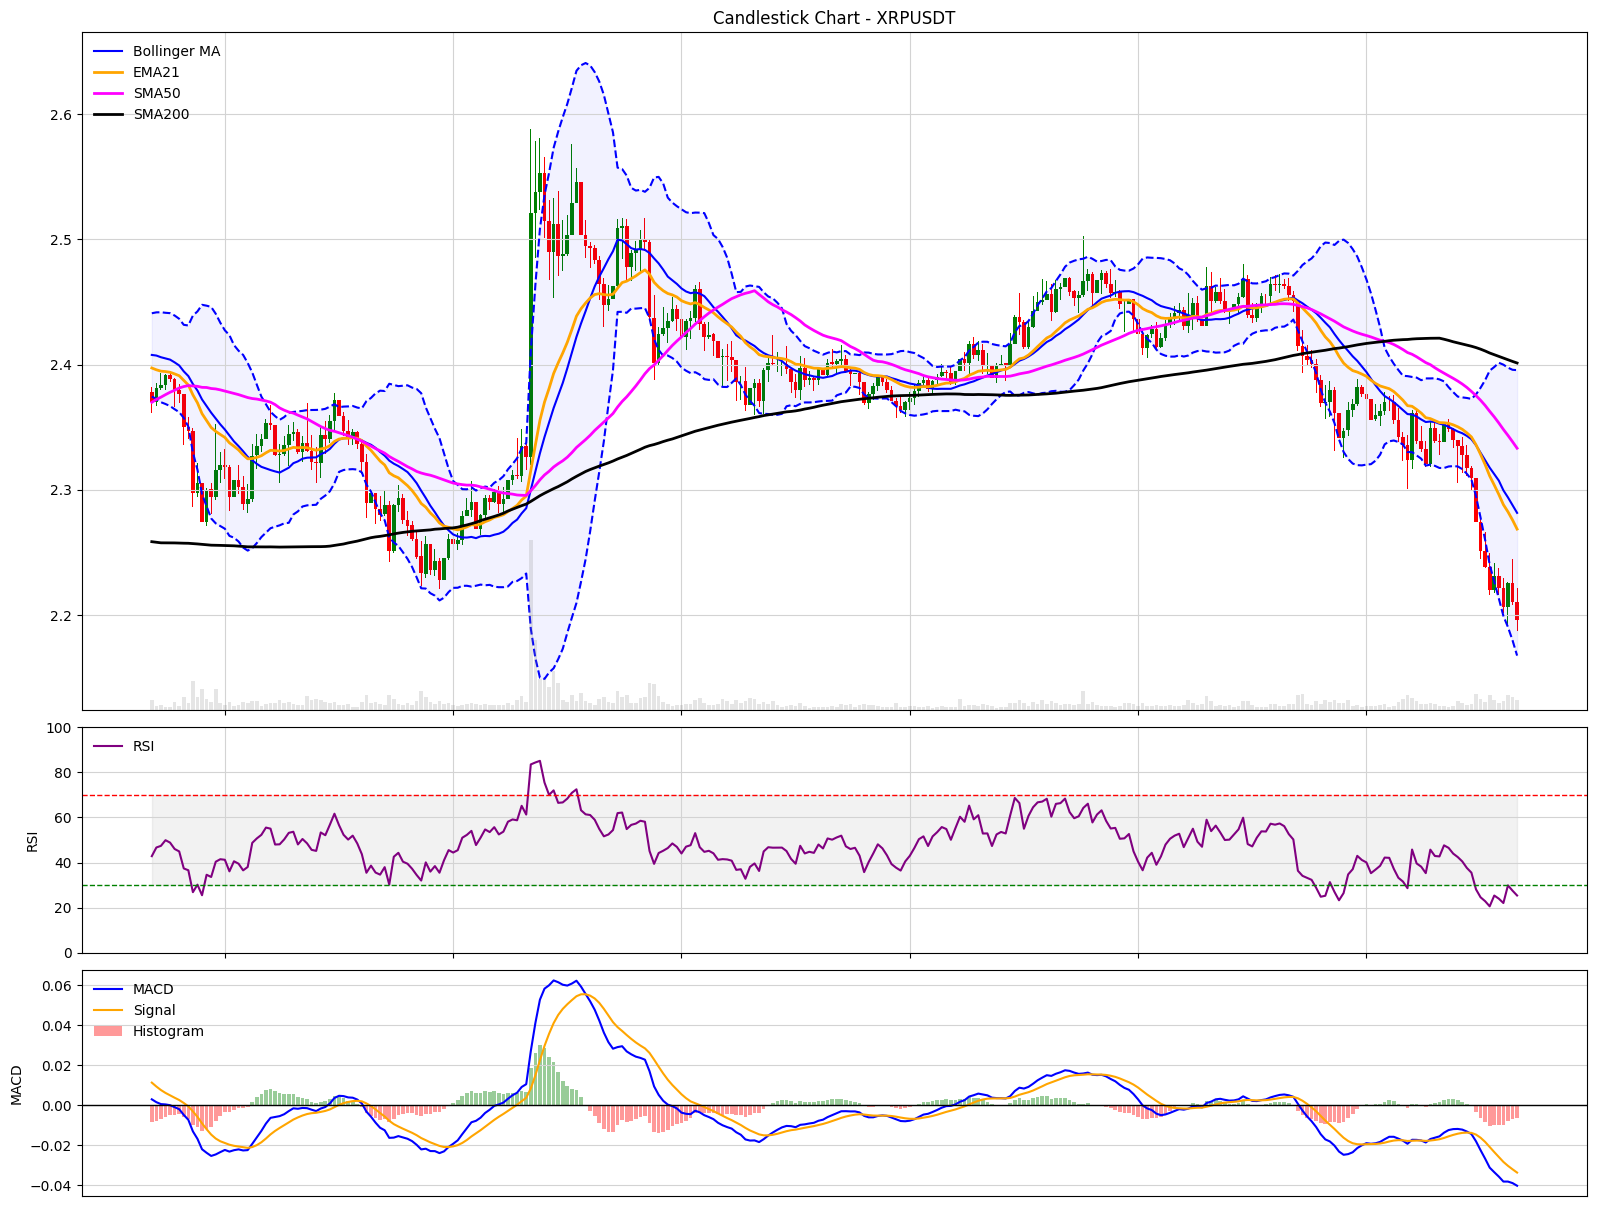 Candlestick Chart - XRPUSDT
Bollinger MA
EMA21
SMA50
SMA200
2.6
2.5
2.4
2.3
2.2
RSI
100
80
60
40
20
0
RSI
MACD
Signal
Histogram
0.06
0.04
0.02
0.00
−0.02
−0.04
MACD